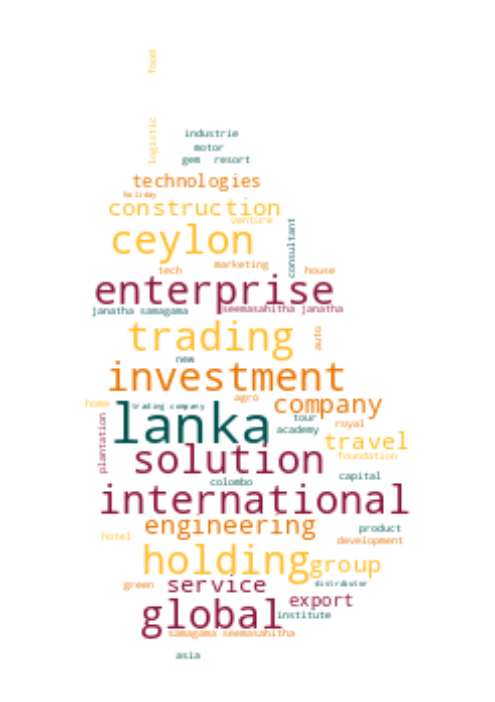 food
logistic
industrie
motor
gem resort
technologies
holiday
construction
venture
ceylon
consultant
marketing
tech house
enterprise
janatha samagama seemasahitha janatha
trading
auto
new
investment
agro
home trading company company
lanka
tour
royal
academy
plantation
travel
solution
foundation
capital
colombo
international
engineering
product
hotel
development
holding
group
green service distributor
export
global
institute
samagama seemasahitha
asia